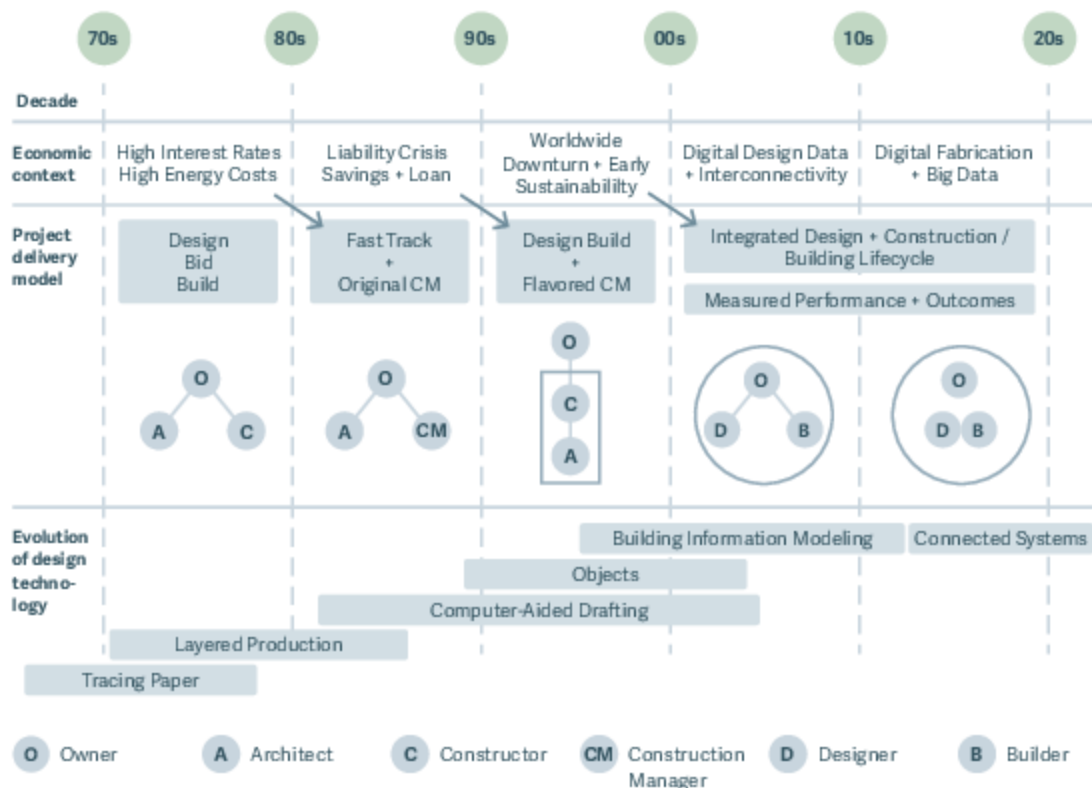 70s 80s 90s 00s 10s 20s
Decade
Economic
context
High Interest Rates
High Energy Costs
Liability Crisis
Savings + Loan
Worldwide
Downturn + Early
Sustainabililty
Digital Design Data
+ Interconnectivity
Digital Fabrication
+ Big Data
Project
delivery
model
Design
Bid
Build
Fast Track
+
Original CM
Design Build
+
Flavored CM
Integrated Design + Construction /
Building Lifecycle
Measured Performance + Outcomes
O
A C
O
A CM
O
C
A
O
D B
O
D B
Evolution
of design
techno-
logy
Building Information Modeling
Connected Systems
Objects
Computer-Aided Drafting
Layered Production
Tracing Paper
O Owner
A Architect
C Constructor
CM Construction
Manager
D Designer
B Builder